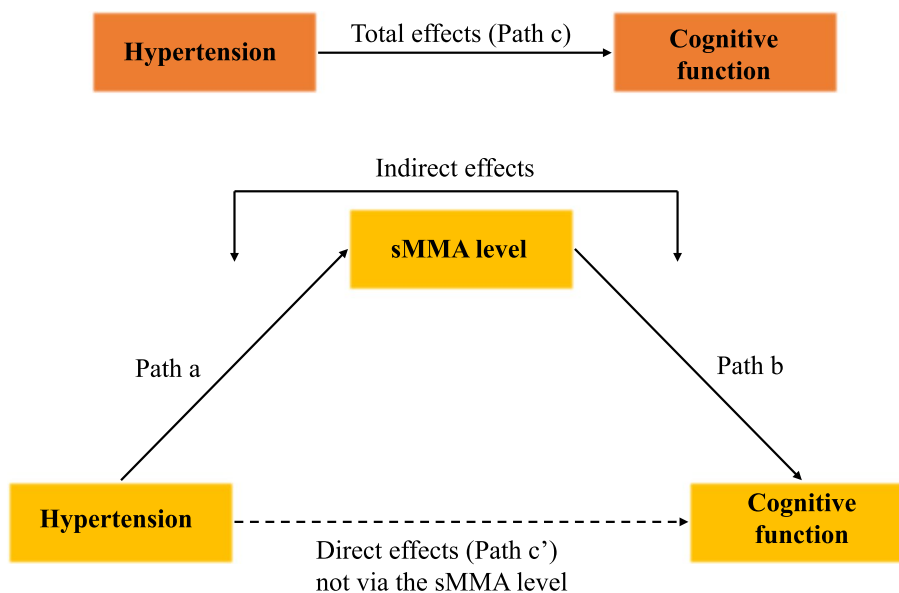 Hypertension
Total effects (Path c)
Cognitive
function
Indirect effects
sMMA level
Path a
Path b
Hypertension
Cognitive
function
Direct effects (Path c’)
not via the sMMA level